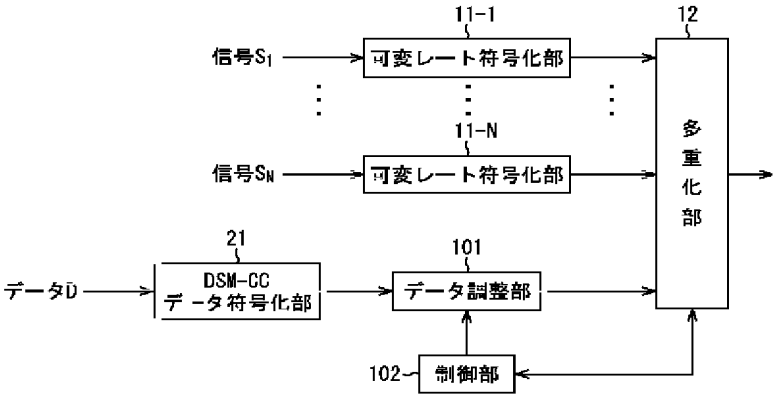 11-1
12
信号S1
可変レート符号化部
11-N
信号SN
可変レート符号化部
多重化部
21
101
データD
DSM-CC
データ符号化部
データ調整部
102
制御部